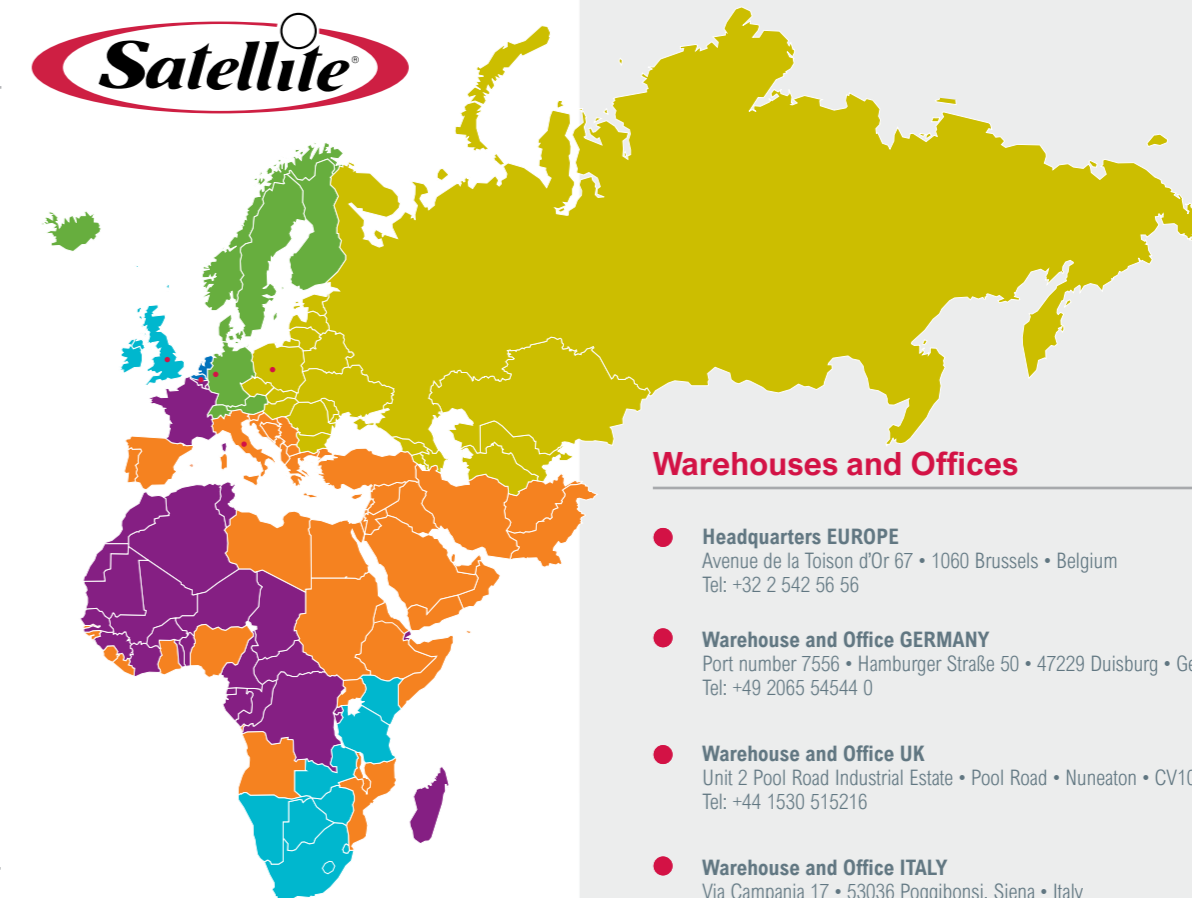 Satellite®
Warehouses and Offices
Headquarters EUROPE
Avenue de la Toison d'Or 67 • 1060 Brussels • Belgium
Tel: +32 2 542 56 56
Warehouse and Office GERMANY
Port number 7556 • Hamburger Straße 50 • 47229 Duisburg • Ge
Tel: +49 2065 54544 0
Warehouse and Office UK
Unit 2 Pool Road Industrial Estate • Pool Road • Nuneaton • CV10
Tel: +44 1530 515216
Warehouse and Office ITALY
Via Campania 17 • 53036 Poggibonsi, Siena • Italy